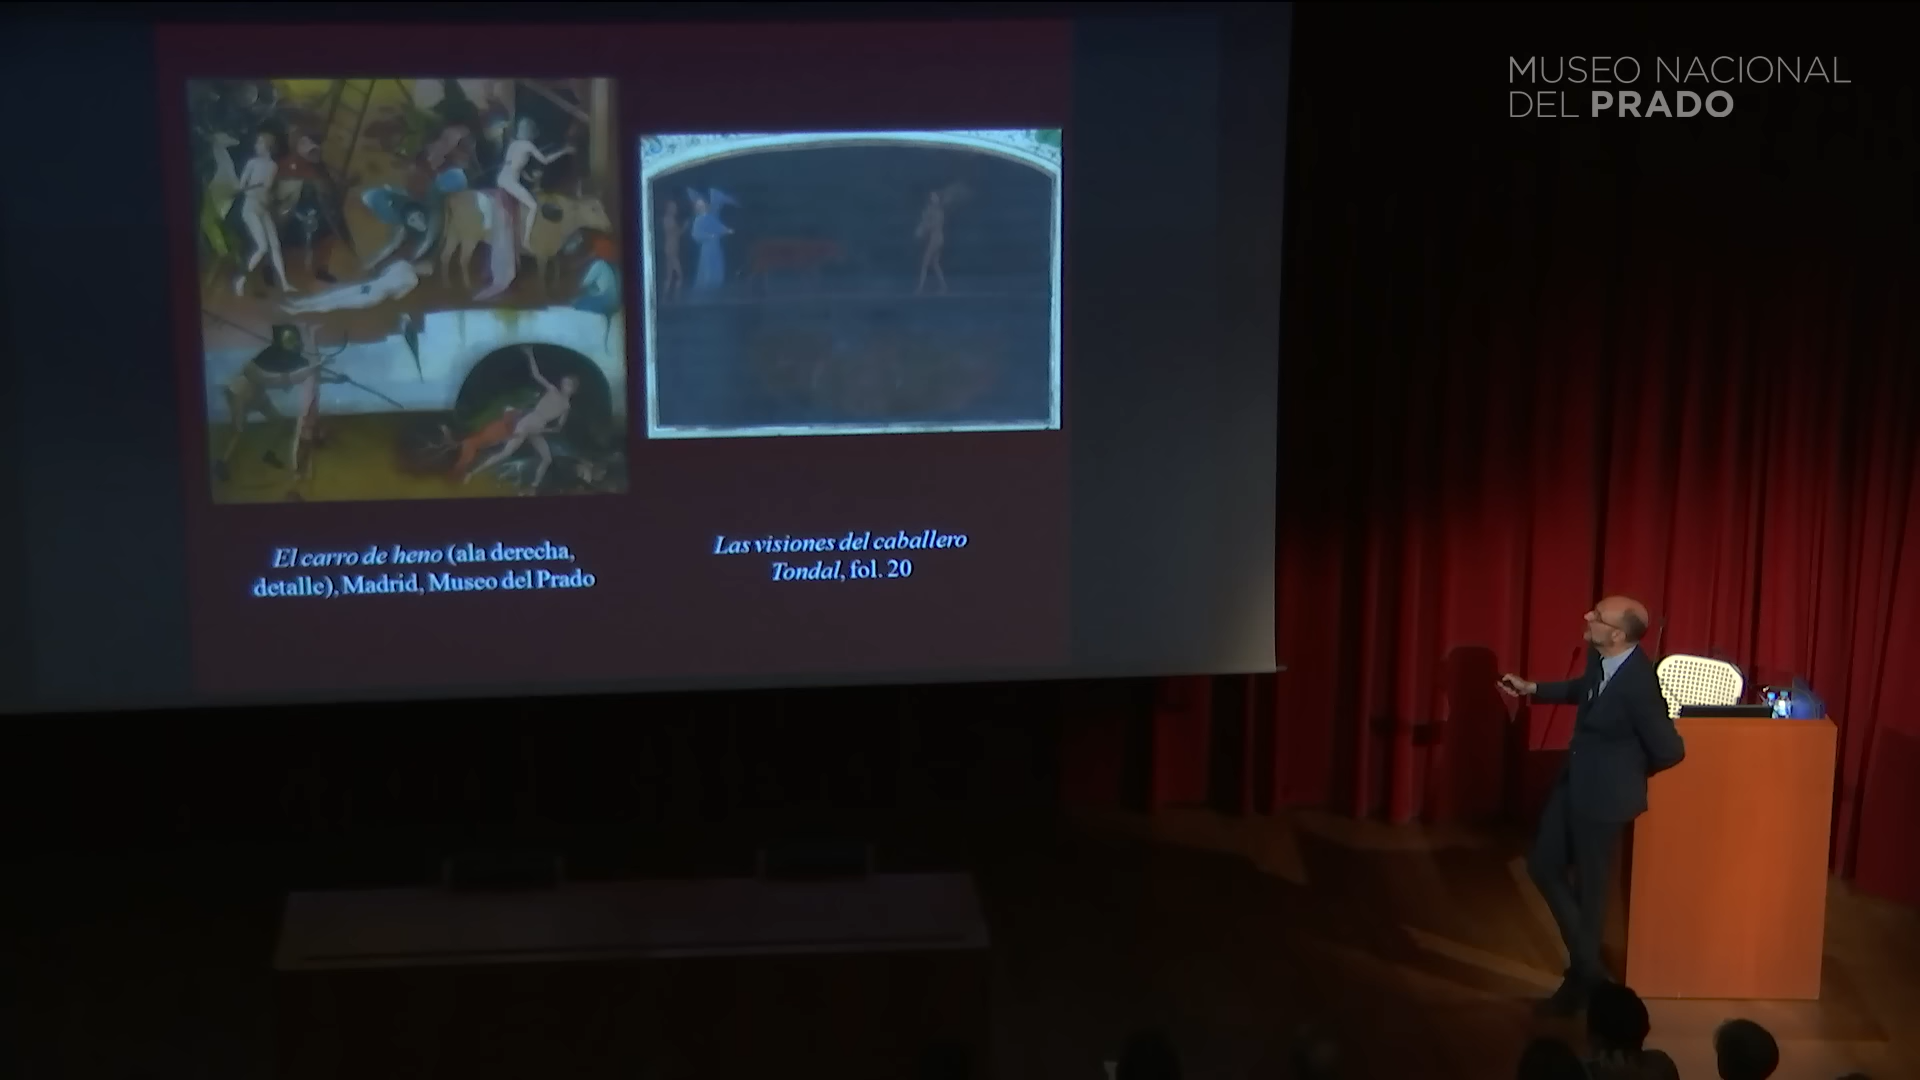 MUSEO NACIONAL
DEL PRADO
El carro de heno (ala derecha,
detalle), Madrid, Museo del Prado
Las visiones del caballero
Tondal, fol. 20